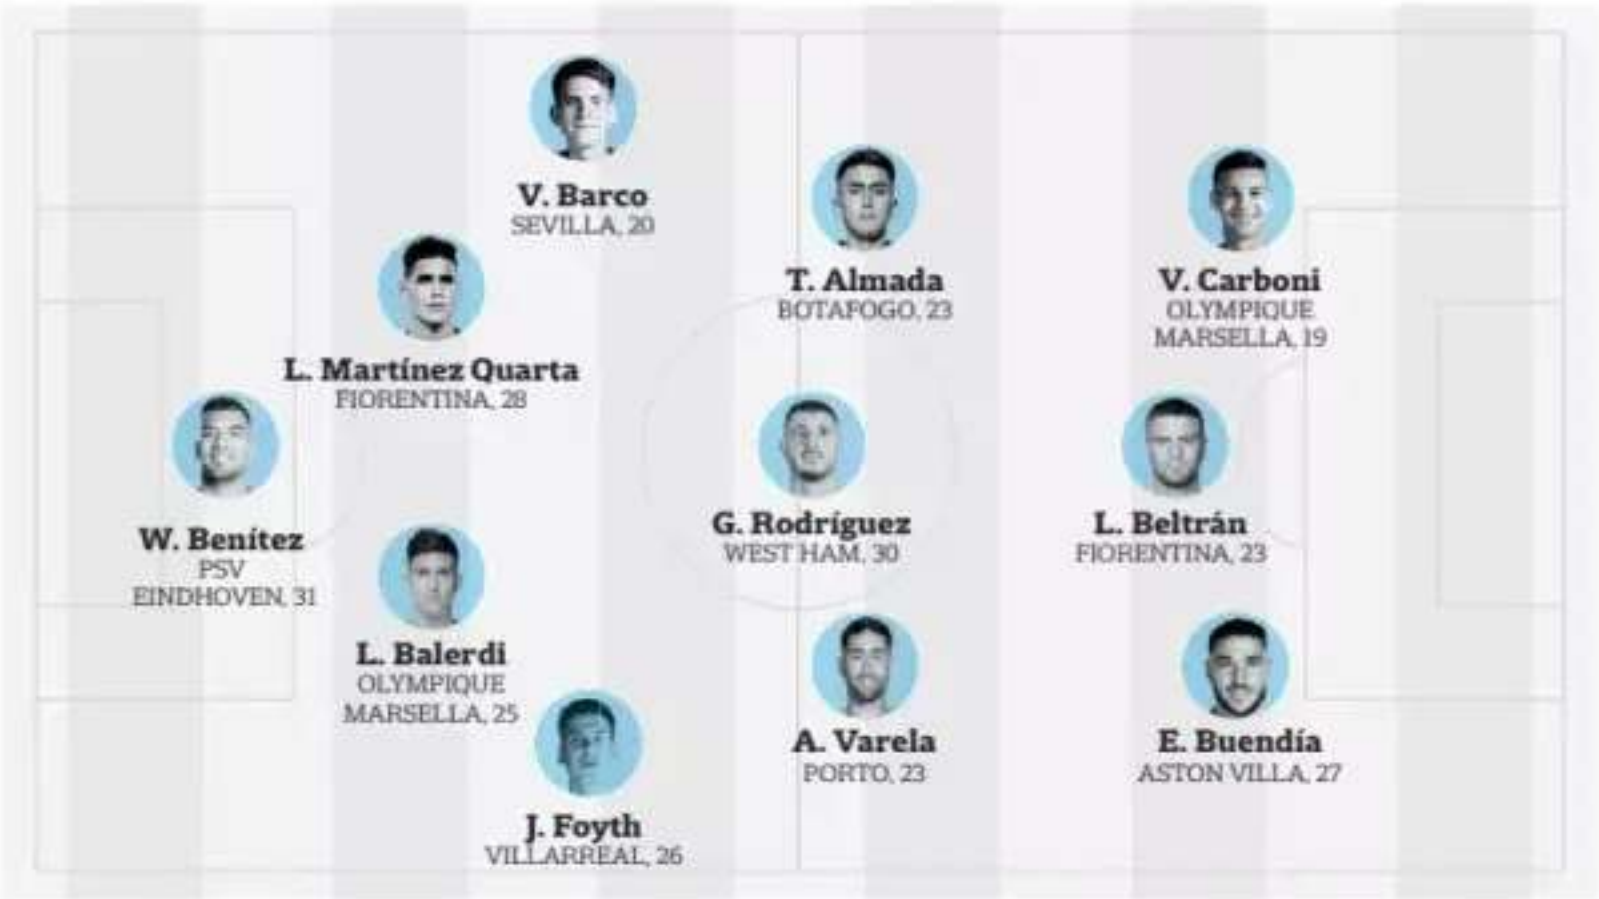 V. Barco
SEVILLA, 20
T. Almada
BOTAFOGO, 23
V. Carboni
OLYMPIQUE
MARSELLA, 19
L. Martínez Quarta
FIORENTINA, 28
W. Benítez
PSV
EINDHOVEN, 31
G. Rodríguez
WEST HAM, 30
L. Beltrán
FIORENTINA, 23
L. Balerdi
OLYMPIQUE
MARSELLA, 25
A. Varela
PORTO, 23
E. Buendía
ASTON VILLA, 27
J. Foyth
VILLARREAL, 26